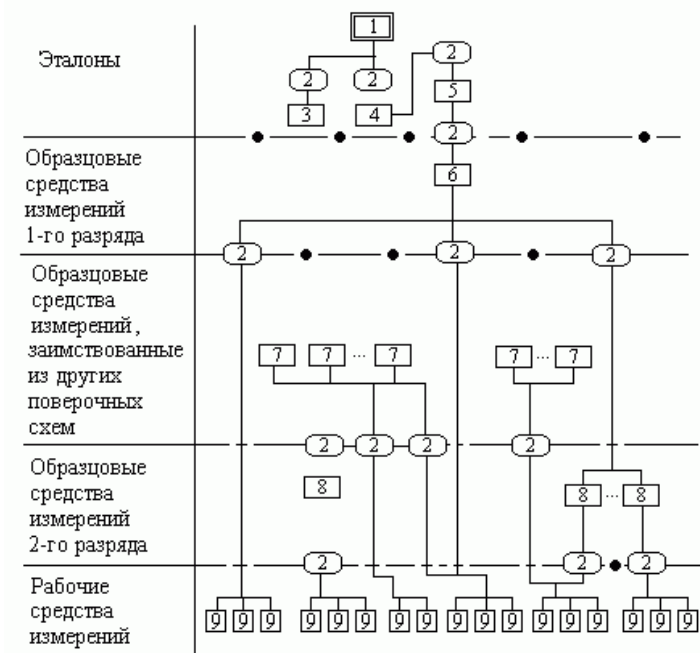 Эталоны
1
2
2
2
3
4
5
2
Образцовые
средства
измерений
1-го разряда
6
2
2
2
Образцовые
средства
измерений,
заимствованные
из других
поверочных
схем
7 7 ... 7
7 ... 7
2 2 2 2
Образцовые
средства
измерений
2-го разряда
8
8 ... 8
2 2 2
Рабочие
средства
измерений
9 9 9 9 9 9 9 9 9 9 9 9 9 9 9 9 9